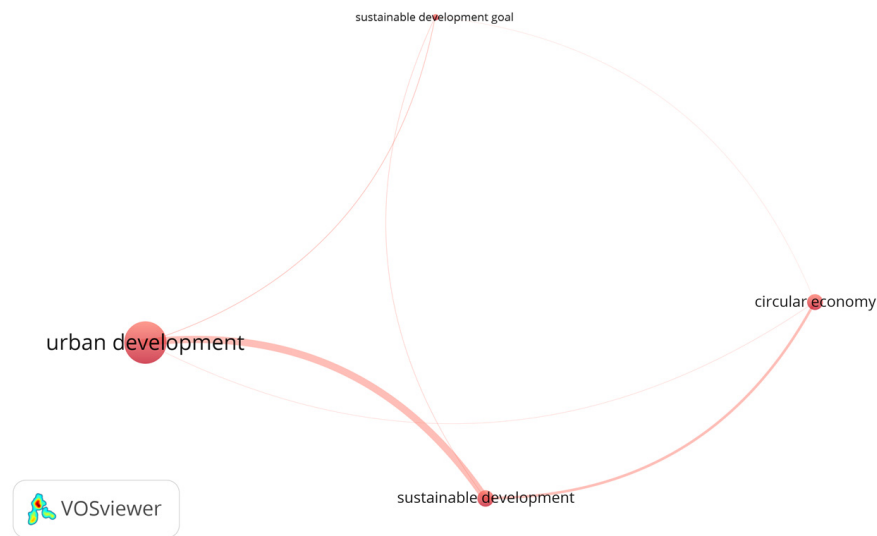 sustainable development goal
circular economy
urban development
sustainable development
VOSviewer